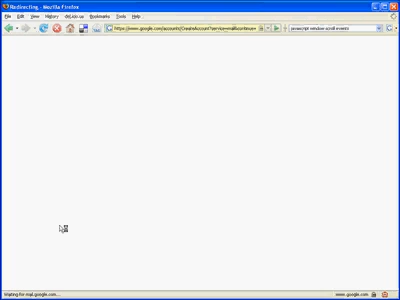 Redirecting... - Mozilla Firefox
File Edit View History del.icio.us Bookmarks Tools Help
https://www.google.com/accounts/CreateAccount?service=mail&continue=
javascript window scroll events
Waiting for mail.google.com...
www.google.com